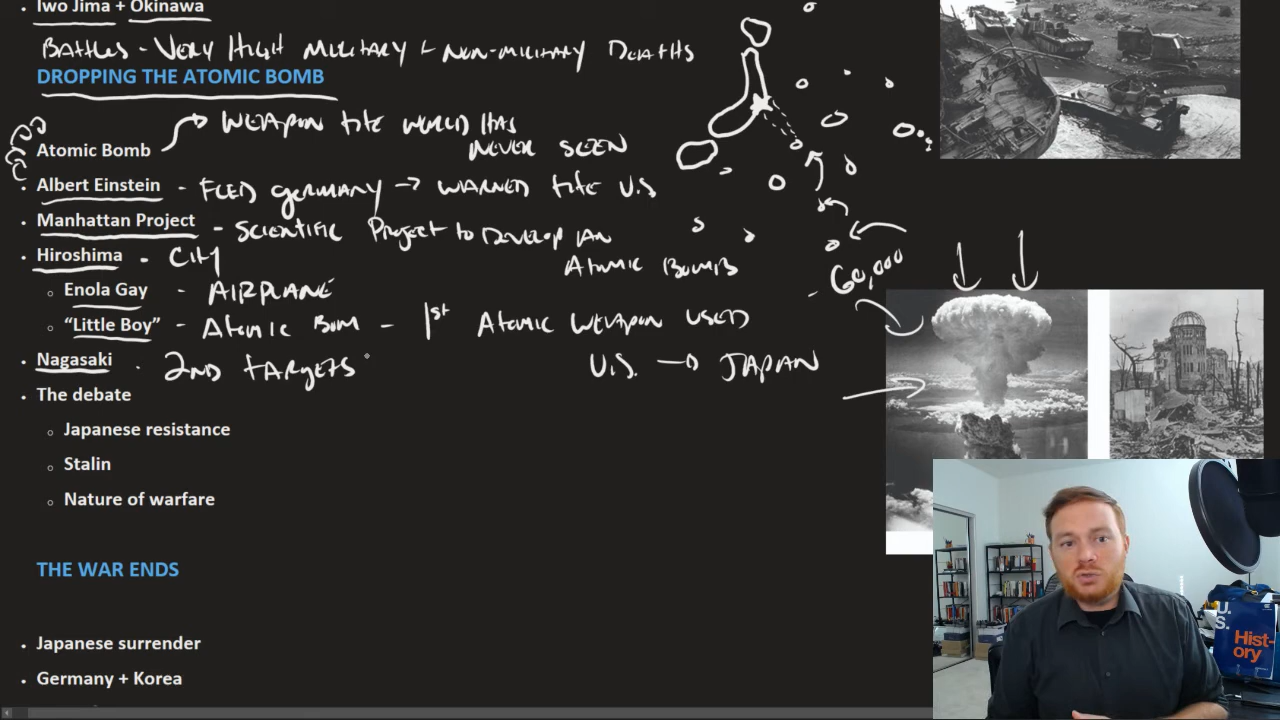 Iwo Jima + Okinawa
BATTLES - VERY HIGH MILITARY + NON-MILITARY DEATHS
DROPPING THE ATOMIC BOMB
WEAPON THE WORLD HAS
NEVER SEEN
Atomic Bomb
Albert Einstein - FLED GERMANY → WARNED THE U.S
Manhattan Project - SCIENTIFIC PROJECT TO DEVELOP AN
ATOMIC BOMB
Hiroshima - CITY
60,000
Enola Gay - AIRPLANE
"Little Boy" - ATOMIC BOM - 1st ATOMIC WEAPON USED
Nagasaki - 2ND TARGETS
U.S. → JAPAN
The debate
Japanese resistance
Stalin
Nature of warfare
THE WAR ENDS
Japanese surrender
Germany + Korea
U.S.
Hist-
ory